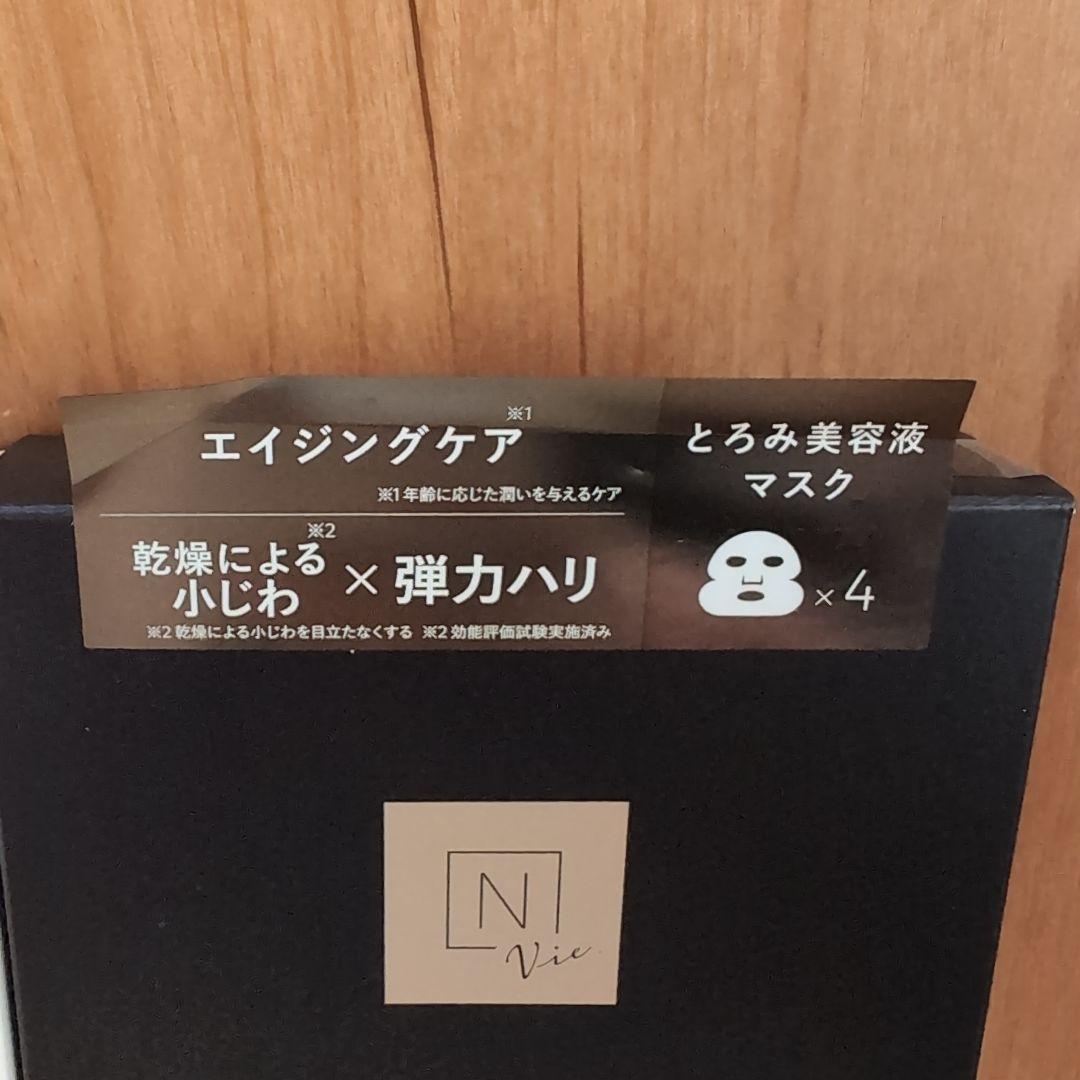 エイジングケア※1
※1 年齢に応じた潤いを与えるケア
乾燥による
小じわ※2 × 弾力ハリ
※2 乾燥による小じわを目立たなくする ※2 効能評価試験実施済み
とろみ美容液
マスク
×4
N
Vie